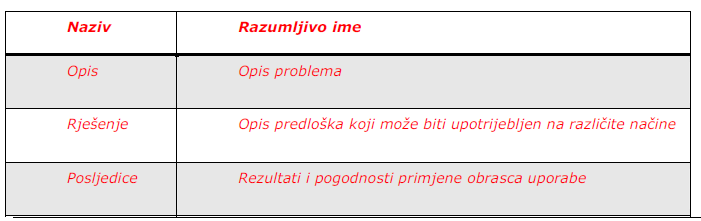 Naziv Razumljivo ime
Opis Opis problema
Rješenje Opis predloška koji može biti upotrijebljen na različite načine
Posljedice Rezultati i pogodnosti primjene obrasca uporabe